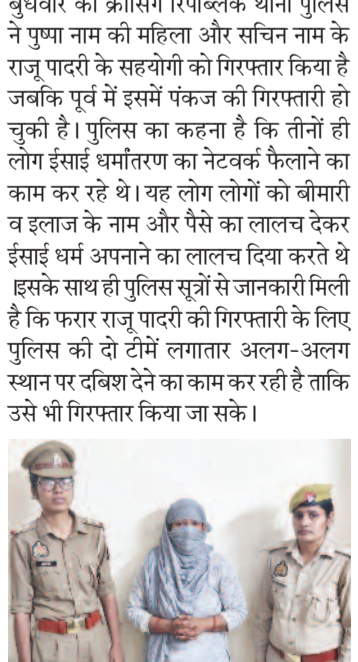 बुधवार को क्रासिंग रिपब्लिक थाना पुलिस
ने पुष्पा नाम की महिला और सचिन नाम के
राजू पादरी के सहयोगी को गिरफ्तार किया है
जबकि पूर्व में इसमें पंकज की गिरफ्तारी हो
चुकी है। पुलिस का कहना है कि तीनों ही
लोग ईसाई धर्मांतरण का नेटवर्क फैलाने का
काम कर रहे थे। यह लोग लोगों को बीमारी
व इलाज के नाम और पैसे का लालच देकर
ईसाई धर्म अपनाने का लालच दिया करते थे
।इसके साथ ही पुलिस सूत्रों से जानकारी मिली
है कि फरार राजू पादरी की गिरफ्तारी के लिए
पुलिस की दो टीमें लगातार अलग-अलग
स्थान पर दबिश देने का काम कर रही है ताकि
उसे भी गिरफ्तार किया जा सके।